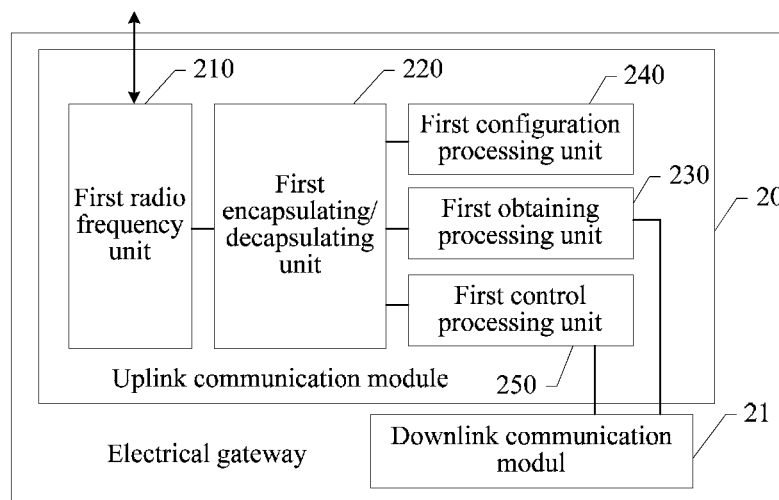 210
220
240
First radio
frequency
unit
First
encapsulating/
decapsulating
unit
First configuration
processing unit
230
First obtaining
processing unit
20
First control
processing unit
Uplink communication module
250
Electrical gateway
Downlink communication
modul
21